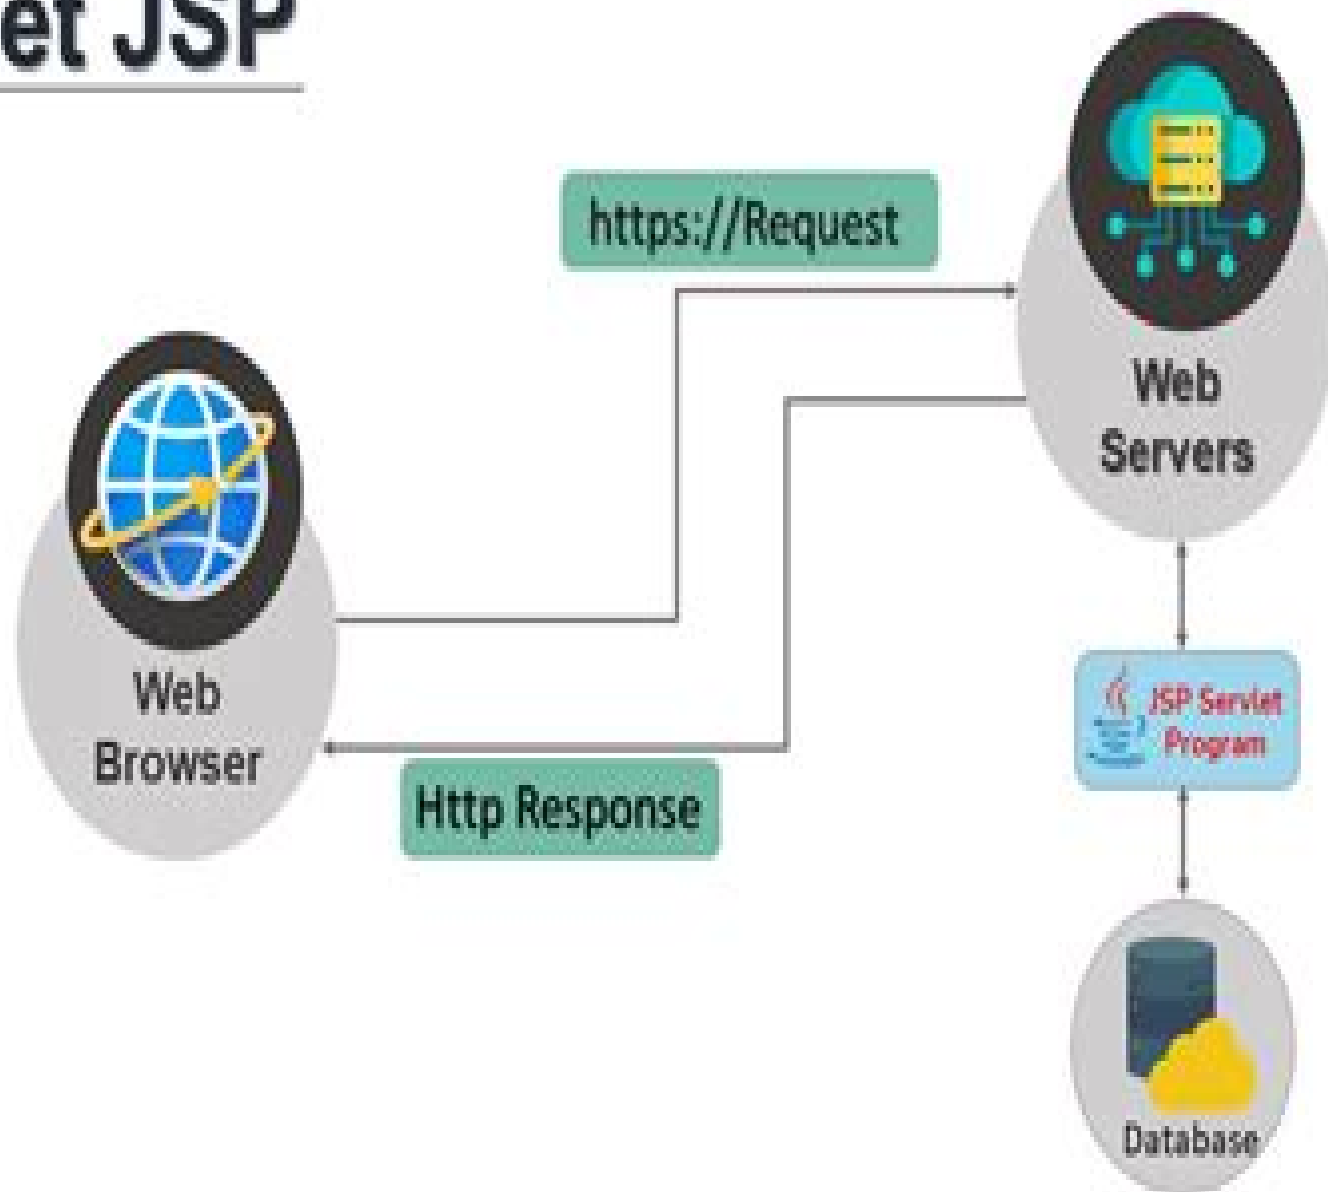 et JSP
https://Request
Web
Servers
Web
Browser
Http Response
JSP Servlet
Program
Database